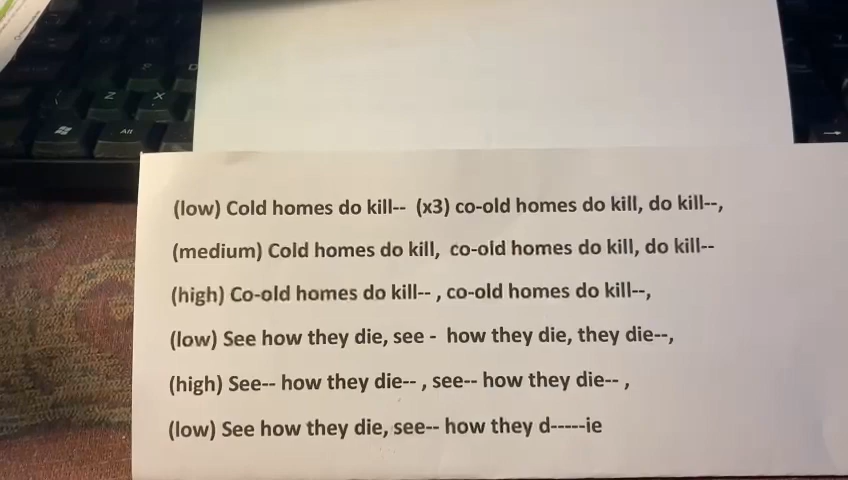 Z X
Alt
(low) Cold homes do kill-- (x3) co-old homes do kill, do kill--,
(medium) Cold homes do kill, co-old homes do kill, do kill--
(high) Co-old homes do kill-- , co-old homes do kill--,
(low) See how they die, see - how they die, they die--,
(high) See-- how they die-- , see-- how they die-- ,
(low) See how they die, see-- how they d-----ie